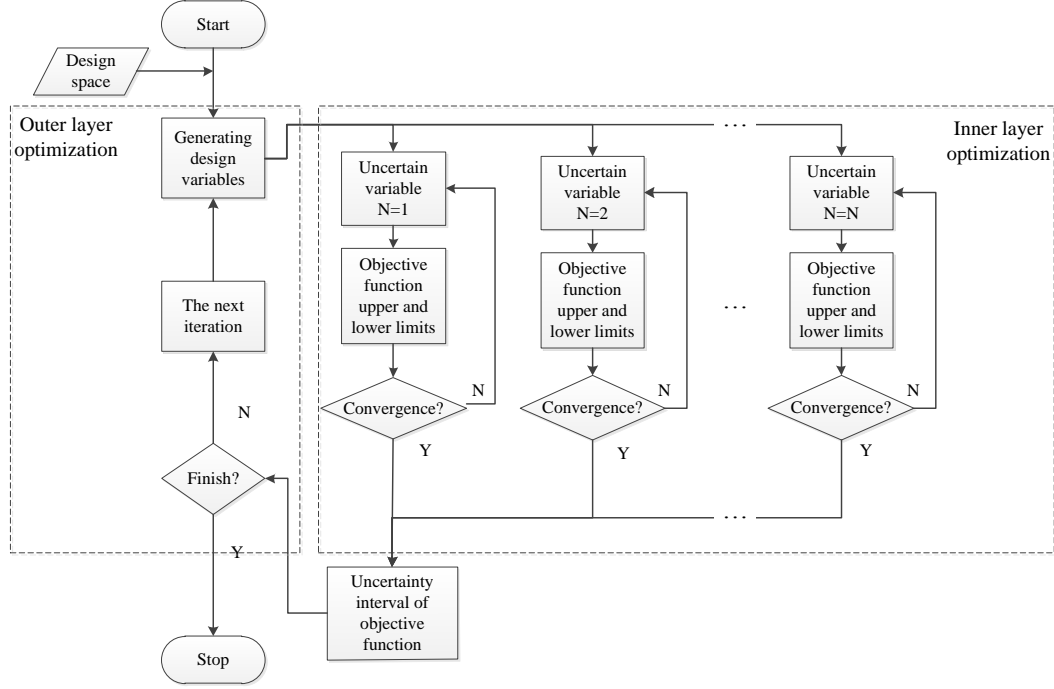 Start
Design
space
Outer layer
optimization
Generating
design
variables
The next
iteration
N
Finish?
Y
Stop
Inner layer
optimization
...
Uncertain
variable
N=1
Objective
function
upper and
lower limits
Convergence?
N
Y
Uncertain
variable
N=2
Objective
function
upper and
lower limits
Convergence?
N
Y
...
Uncertain
variable
N=N
Objective
function
upper and
lower limits
Convergence?
N
Y
...
Uncertainty
interval of
objective
function